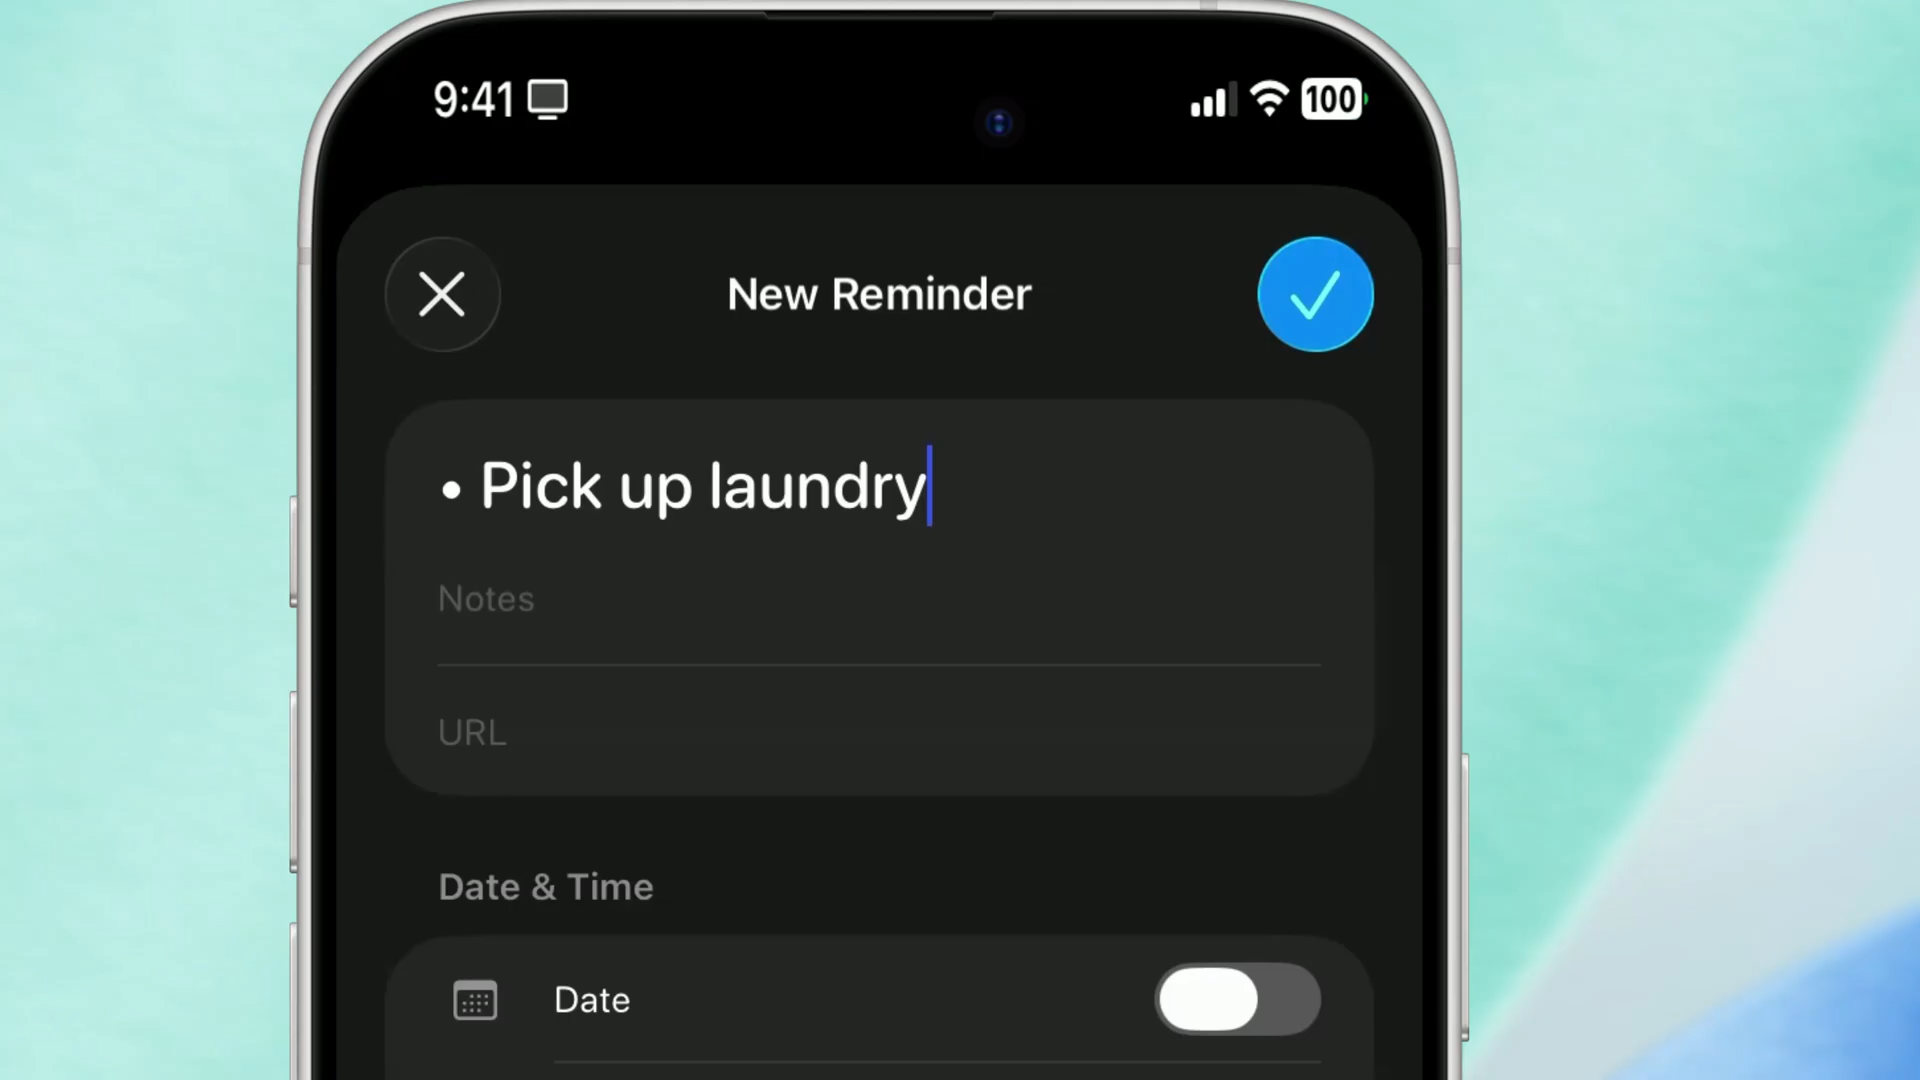 9:41
100
New Reminder
• Pick up laundry
Notes
URL
Date & Time
Date